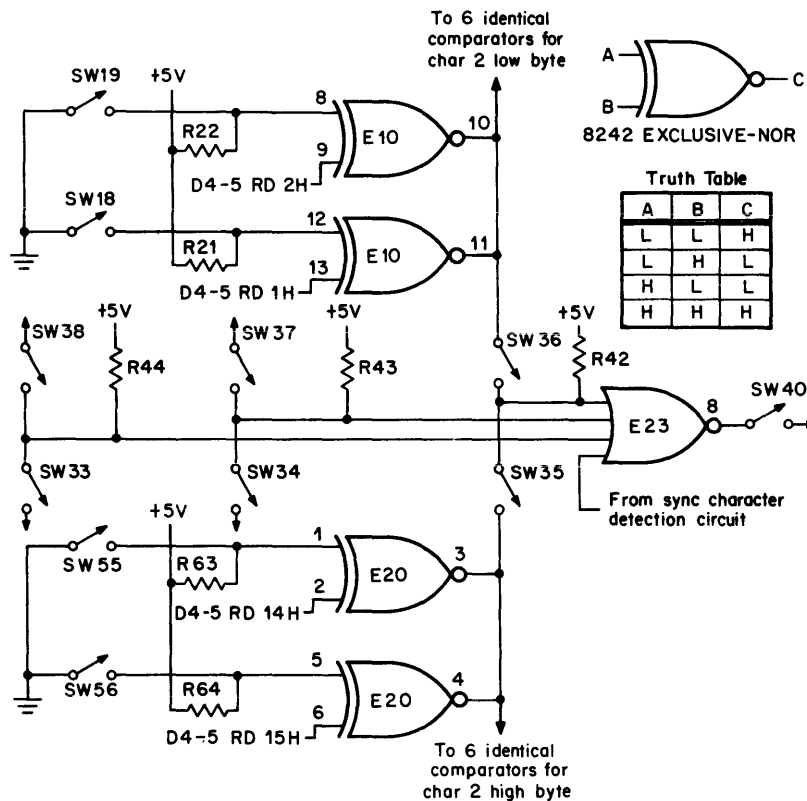 To 6 identical
comparators for
char 2 low byte
A
B
C
8242 EXCLUSIVE-NOR
Truth Table
A B C
L L H
L H L
H L L
H H H
SW19
+5V
R22
8
9
E10
10
D4-5 RD 2H
SW18
R21
12
13
E10
11
D4-5 RD 1H
SW38
+5V
R44
SW37
+5V
R43
SW36
+5V
R42
E23
8
SW40
SW33
SW34
SW35
From sync character
detection circuit
+5V
SW55
R63
1
2
E20
3
D4-5 RD 14H
SW56
R64
5
6
E20
4
D4-5 RD 15H
To 6 identical
comparators for
char 2 high byte